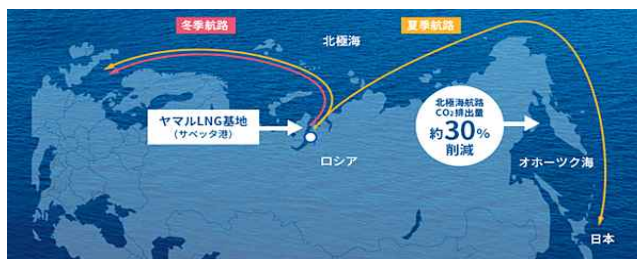 冬季航路
北極海
夏季航路
ヤマルLNG基地
(サベッタ港)
ロシア
北極海航路
CO₂排出量
約30%
削減
オホーツク海
日本